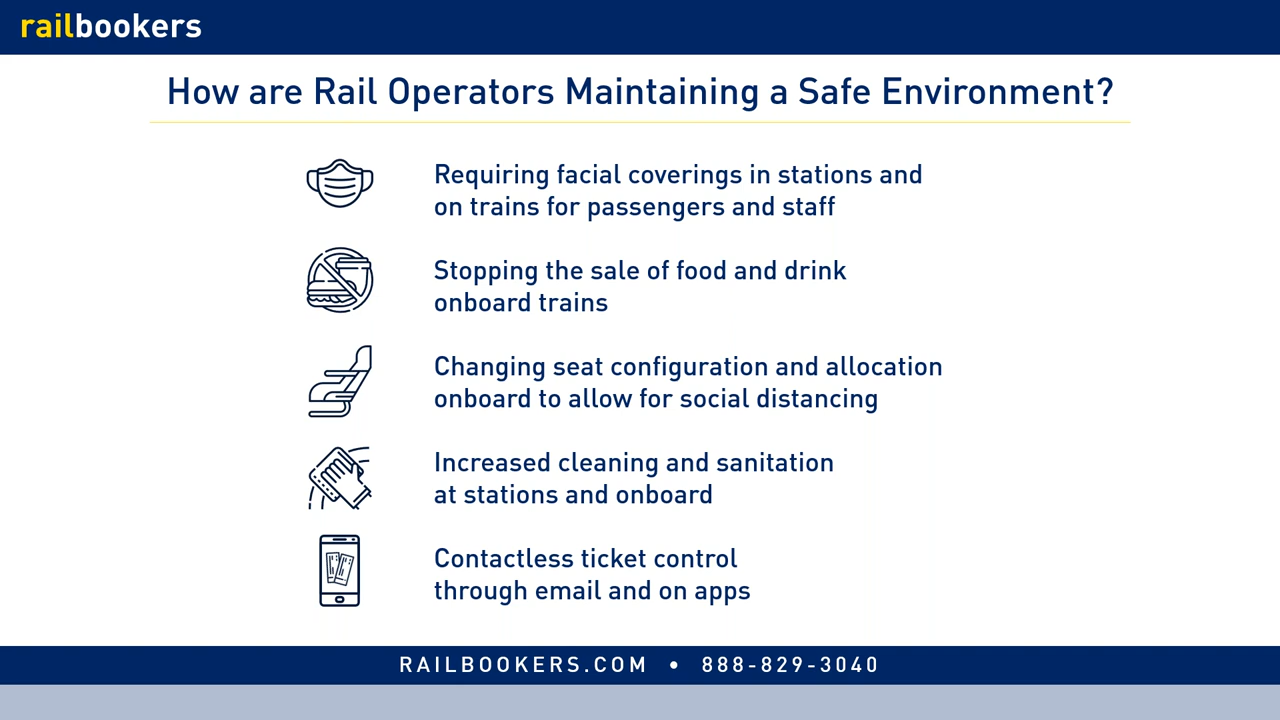 railbookers
How are Rail Operators Maintaining a Safe Environment?
Requiring facial coverings in stations and
on trains for passengers and staff
Stopping the sale of food and drink
onboard trains
Changing seat configuration and allocation
onboard to allow for social distancing
Increased cleaning and sanitation
at stations and onboard
Contactless ticket control
through email and on apps
RAILBOOKERS.COM • 888-829-3040